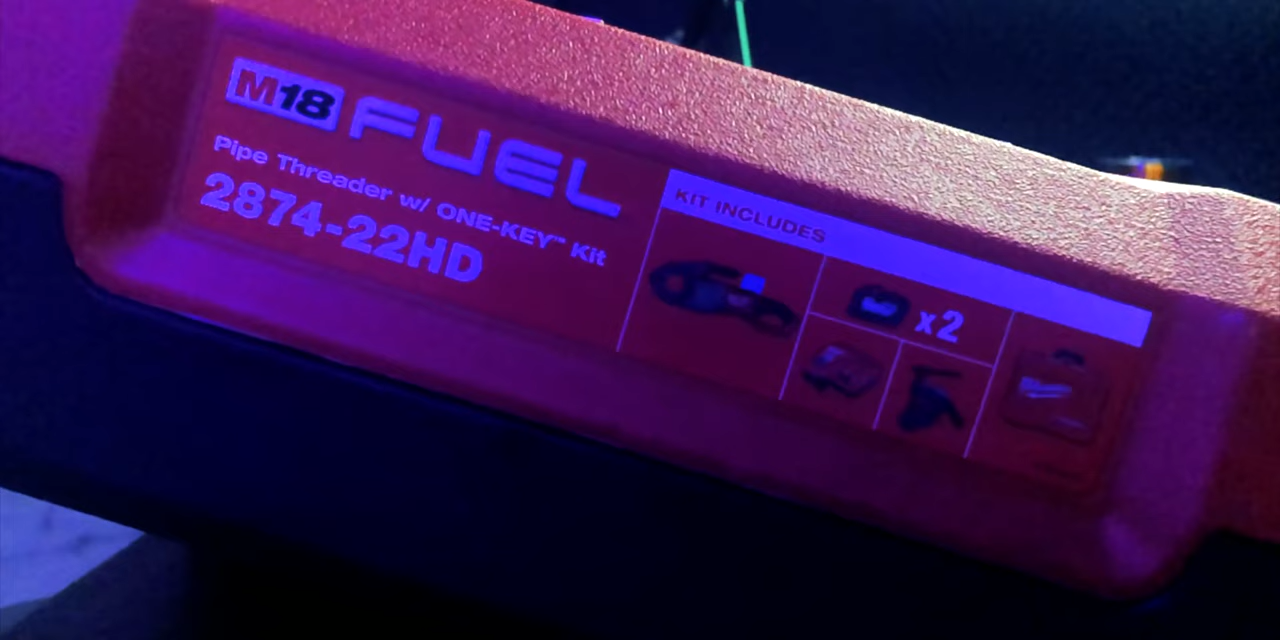 M18 FUEL
Pipe Threader w/ ONE-KEY™ Kit
2874-22HD
KIT INCLUDES
x2